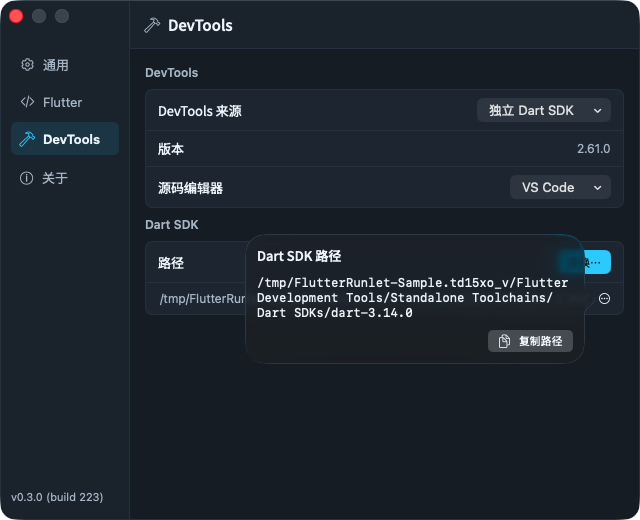 DevTools
通用
Flutter
DevTools
关于
DevTools
DevTools 来源
独立 Dart SDK
版本
2.61.0
源码编辑器
VS Code
Dart SDK
路径
/tmp/FlutterRun
Dart SDK 路径
/tmp/FlutterRunlet-Sample.td15xo_v/Flutter
Development Tools/Standalone Toolchains/
Dart SDKs/dart-3.14.0
复制路径
v0.3.0 (build 223)